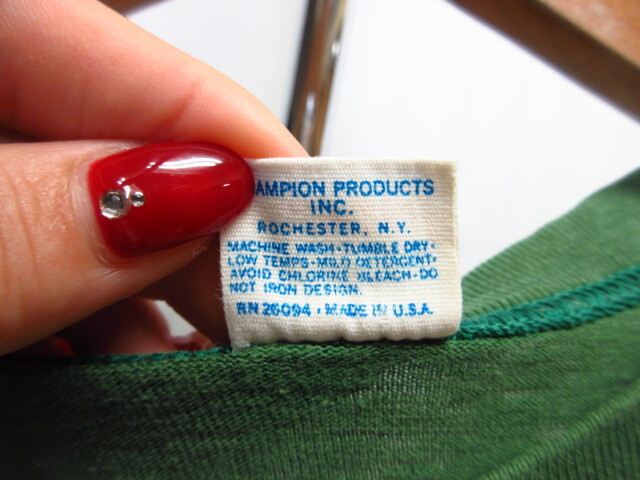 AMPION PRODUCTS
INC.
ROCHESTER, N.Y.
MACHINE WASH·TUMBLE DRY·
LOW TEMPS·MILD DETERGENT·
AVOID CHLORINE BLEACH·DO
NOT IRON DESIGN.
RN 26094 · MADE IN U.S.A.